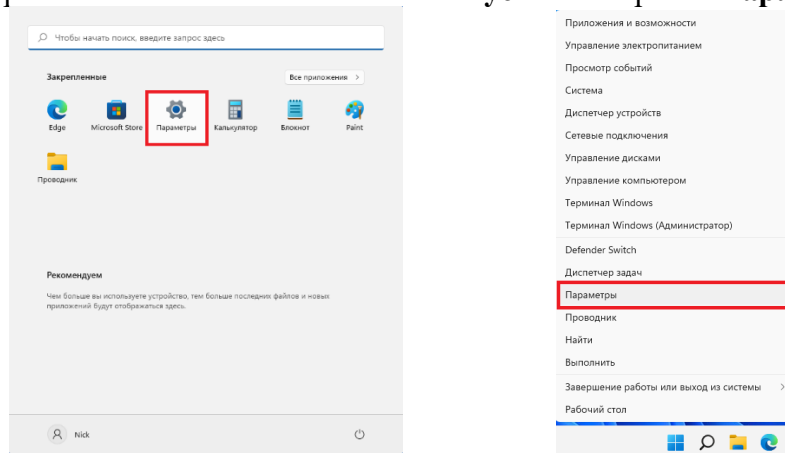 Чтобы начать поиск, введите запрос здесь
Закрепленные
Все приложения >
Edge
Microsoft Store
Параметры
Калькулятор
Блокнот
Paint
Проводник
Рекомендуем
Чем больше вы используете устройство, тем больше последних файлов и новых
приложений будут отображаться здесь.
Nick
Приложения и возможности
Управление электропитанием
Просмотр событий
Система
Диспетчер устройств
Сетевые подключения
Управление дисками
Управление компьютером
Терминал Windows
Терминал Windows (Администратор)
Defender Switch
Диспетчер задач
Параметры
Проводник
Найти
Выполнить
Завершение работы или выход из системы >
Рабочий стол